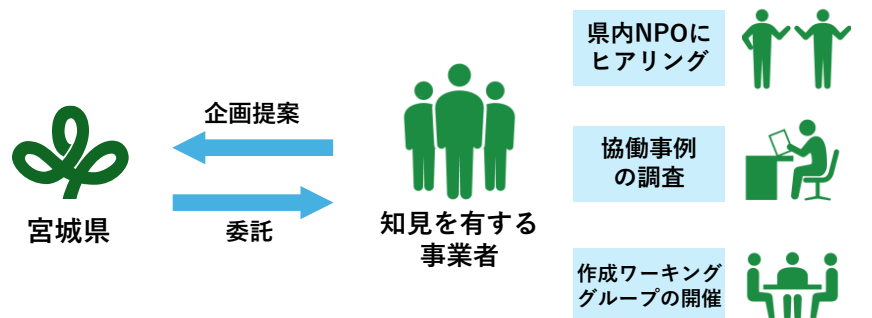 県内NPOに
ヒアリング
企画提案
協働事例
の調査
宮城県
委託
知見を有する
事業者
作成ワーキング
グループの開催